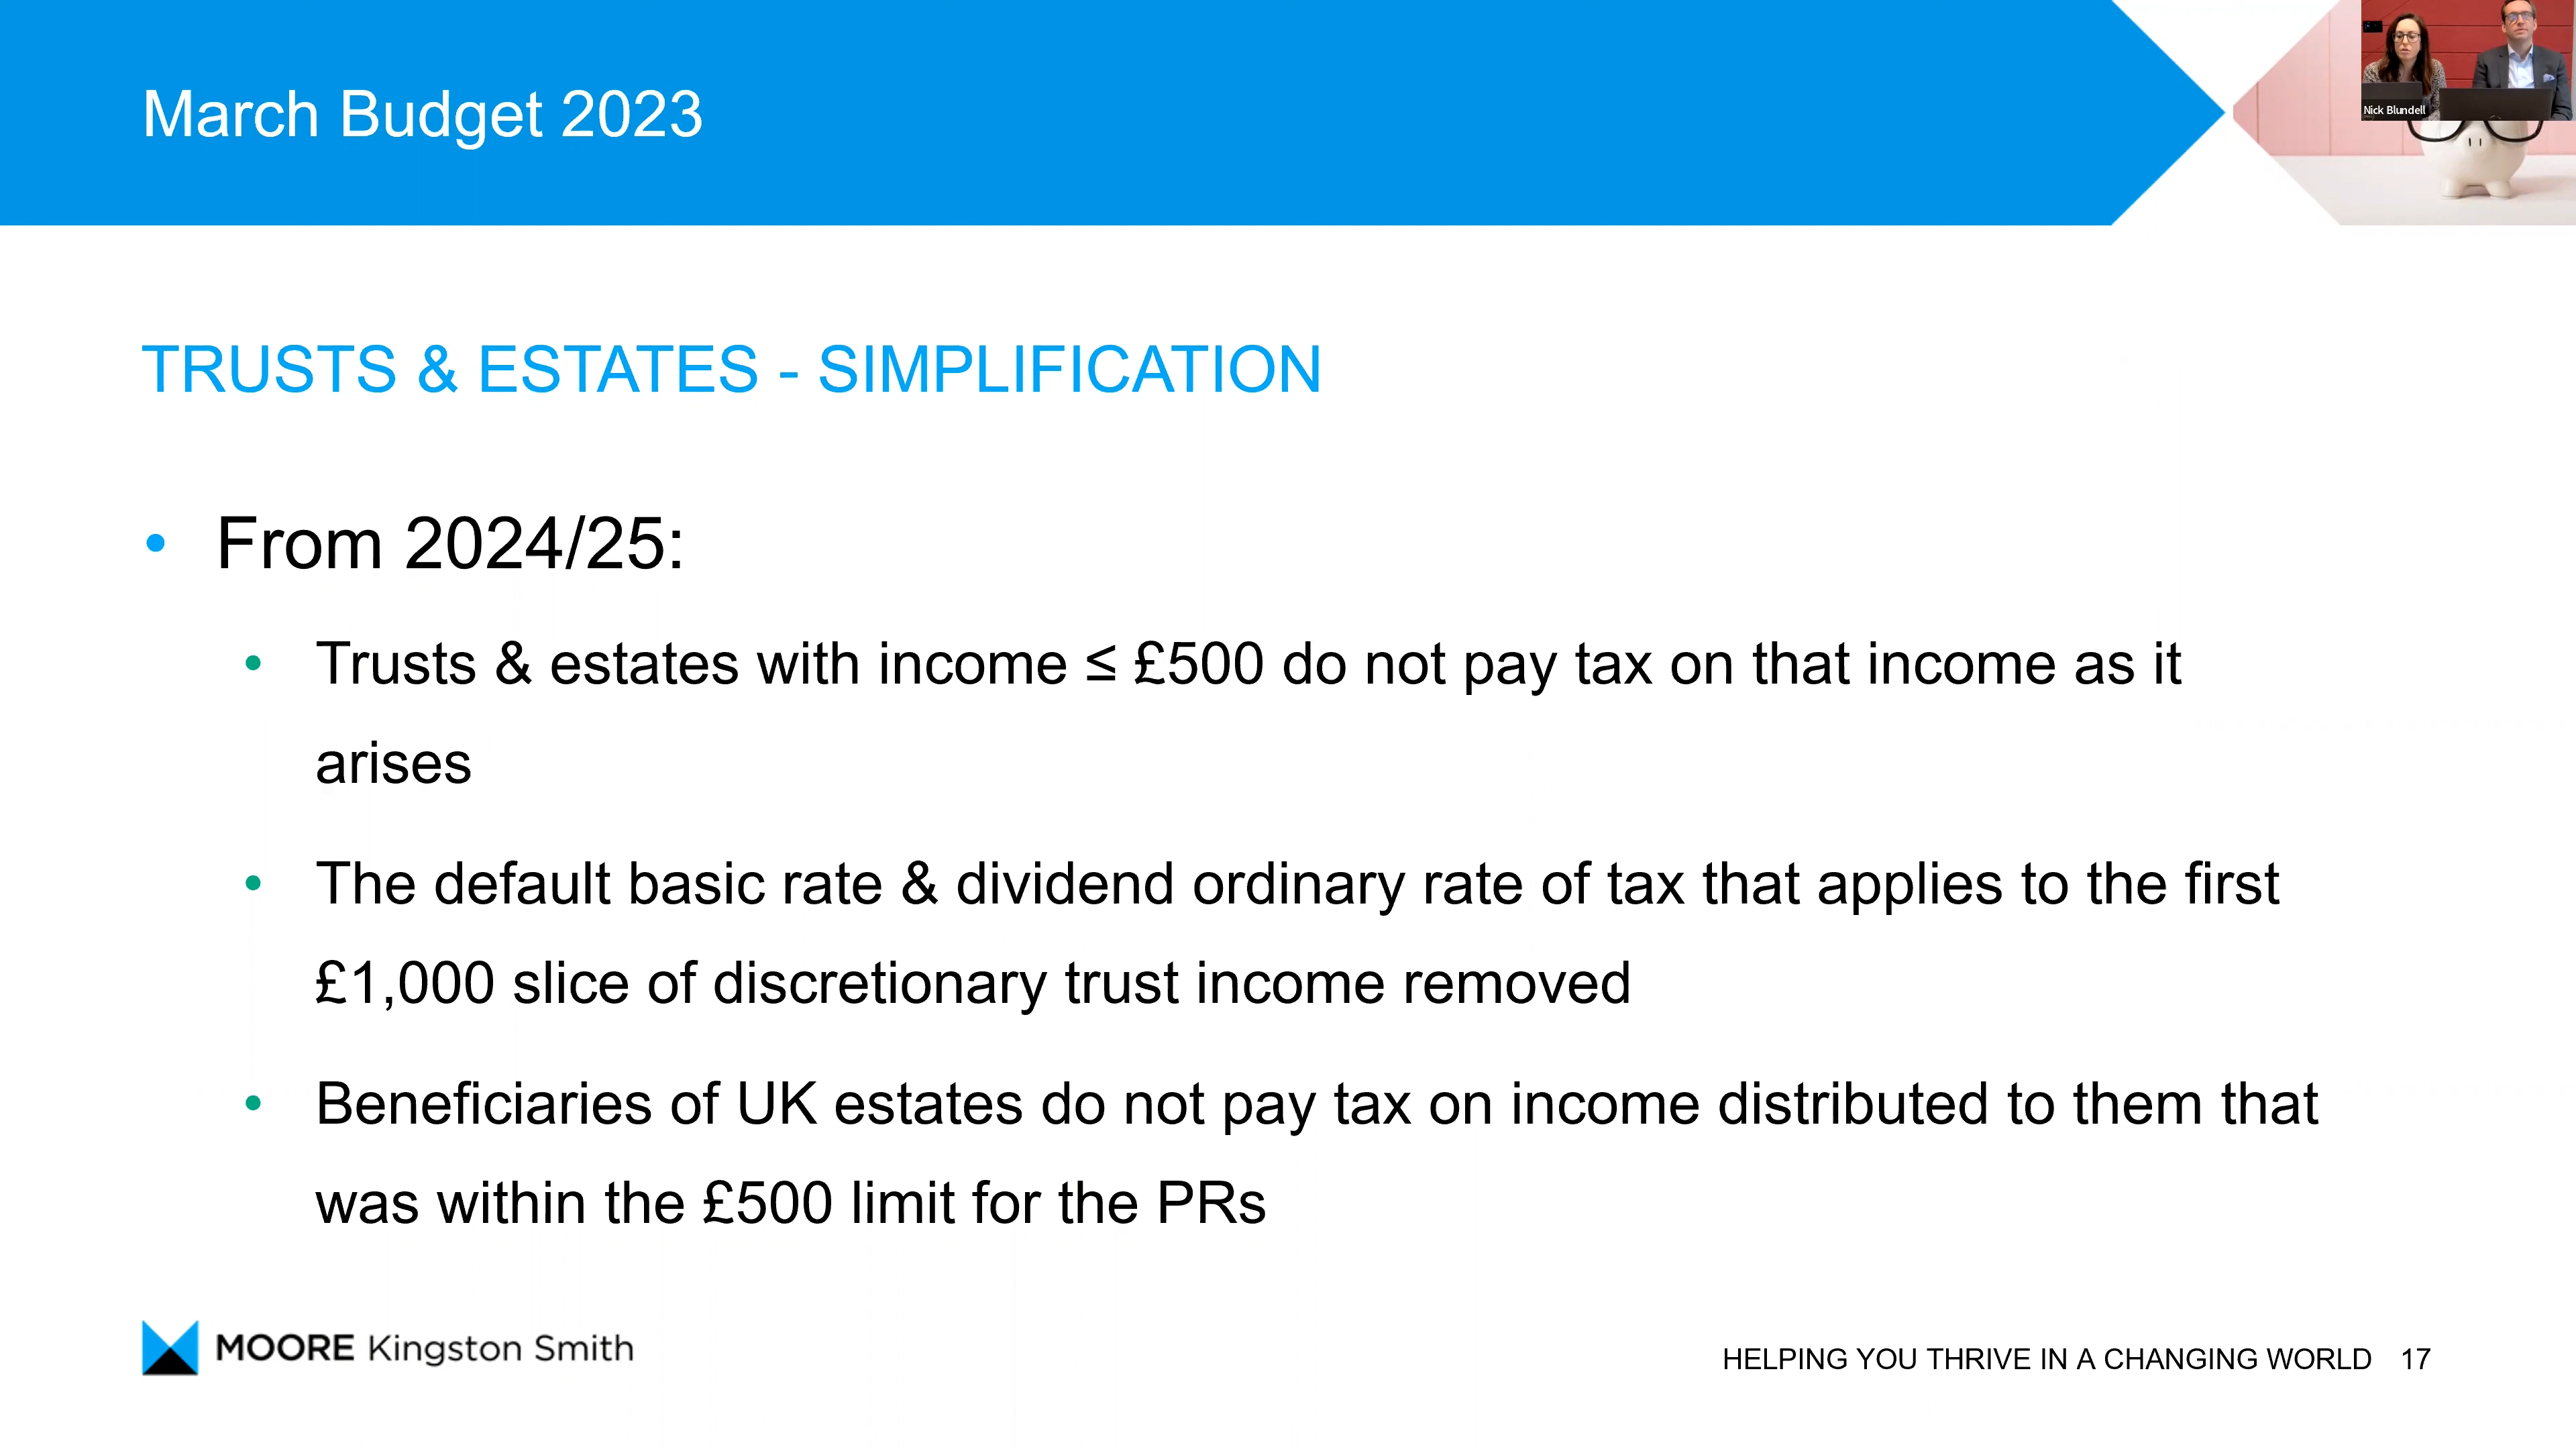 March Budget 2023
Nick Blundell
TRUSTS & ESTATES - SIMPLIFICATION
• From 2024/25:
• Trusts & estates with income ≤ £500 do not pay tax on that income as it
arises
• The default basic rate & dividend ordinary rate of tax that applies to the first
£1,000 slice of discretionary trust income removed
• Beneficiaries of UK estates do not pay tax on income distributed to them that
was within the £500 limit for the PRs
MOORE Kingston Smith
HELPING YOU THRIVE IN A CHANGING WORLD 17